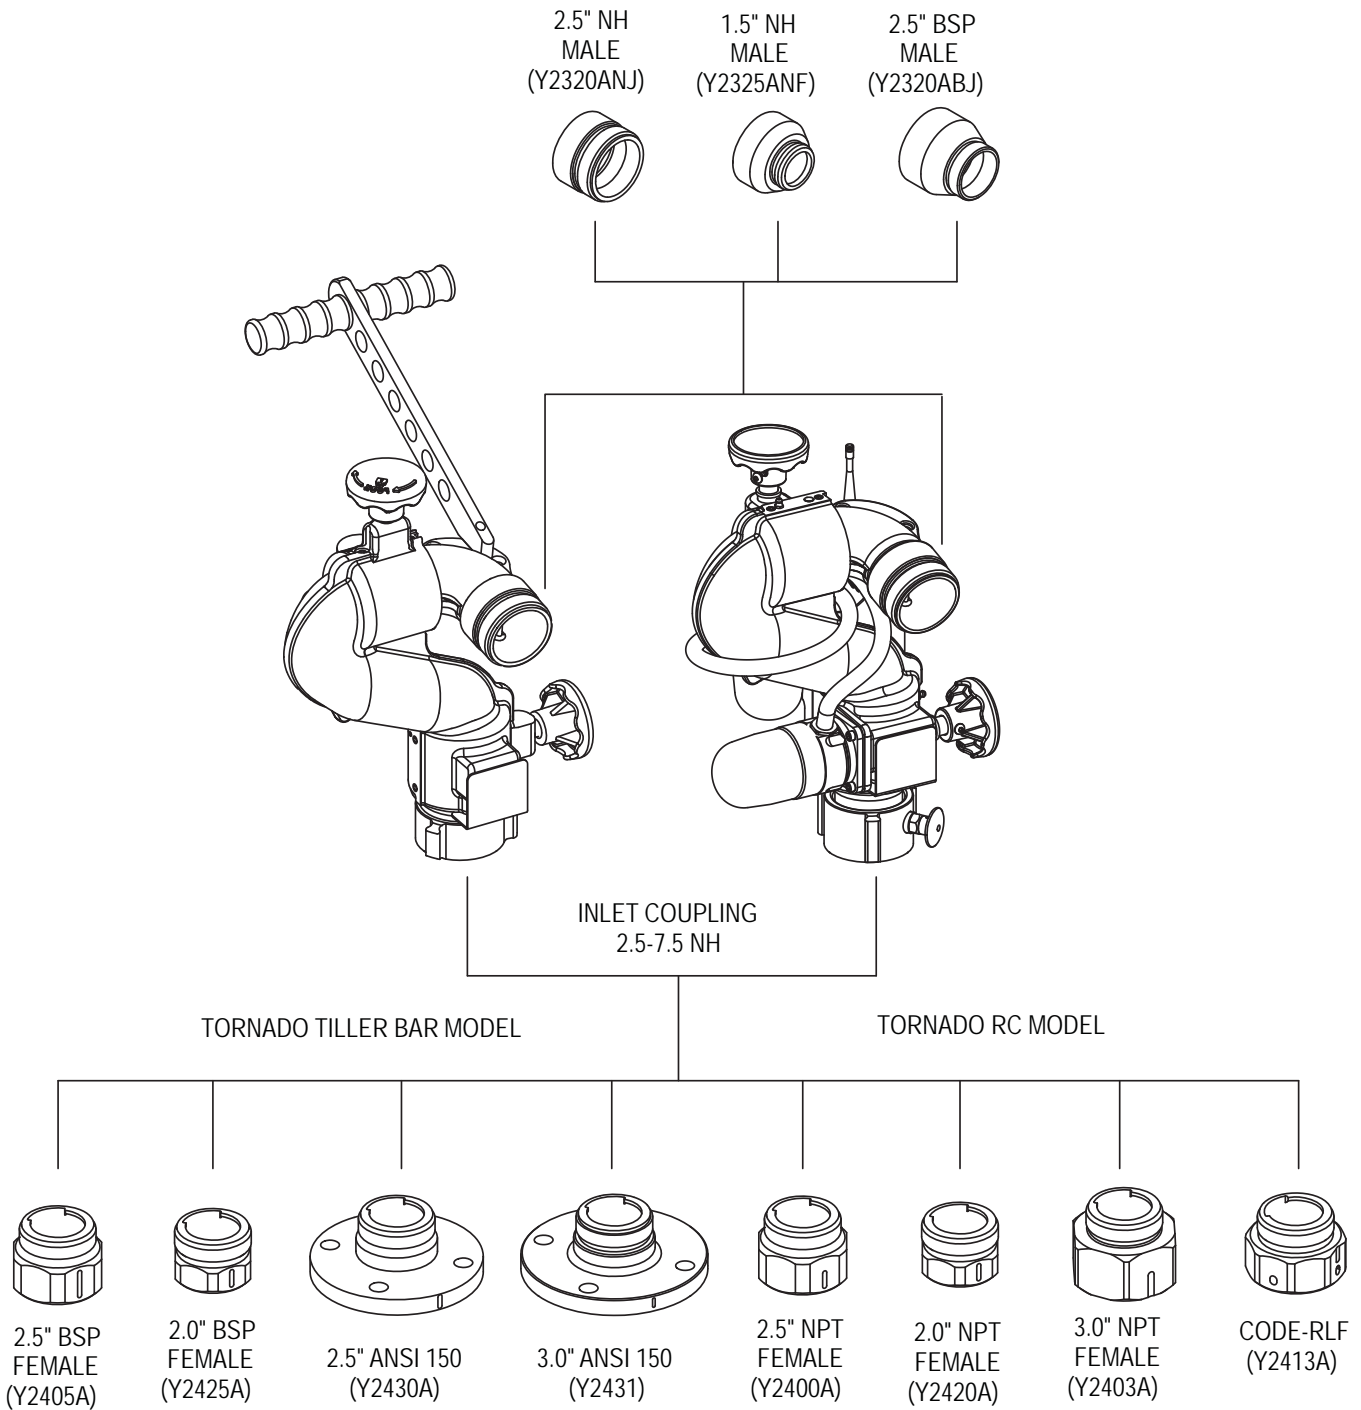 2.5" NH
MALE
(Y2320ANJ)
1.5" NH
MALE
(Y2325ANF)
2.5" BSP
MALE
(Y2320ABJ)
INLET COUPLING
2.5-7.5 NH
TORNADO TILLER BAR MODEL
TORNADO RC MODEL
2.5" BSP
FEMALE
(Y2405A)
2.0" BSP
FEMALE
(Y2425A)
2.5" ANSI 150
(Y2430A)
3.0" ANSI 150
(Y2431)
2.5" NPT
FEMALE
(Y2400A)
2.0" NPT
FEMALE
(Y2420A)
3.0" NPT
FEMALE
(Y2403A)
CODE-RLF
(Y2413A)